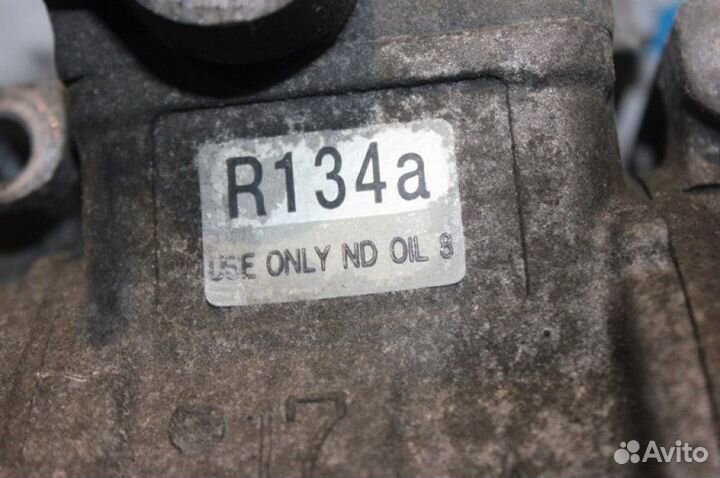 R134a
USE ONLY ND OIL 8
17
Avito